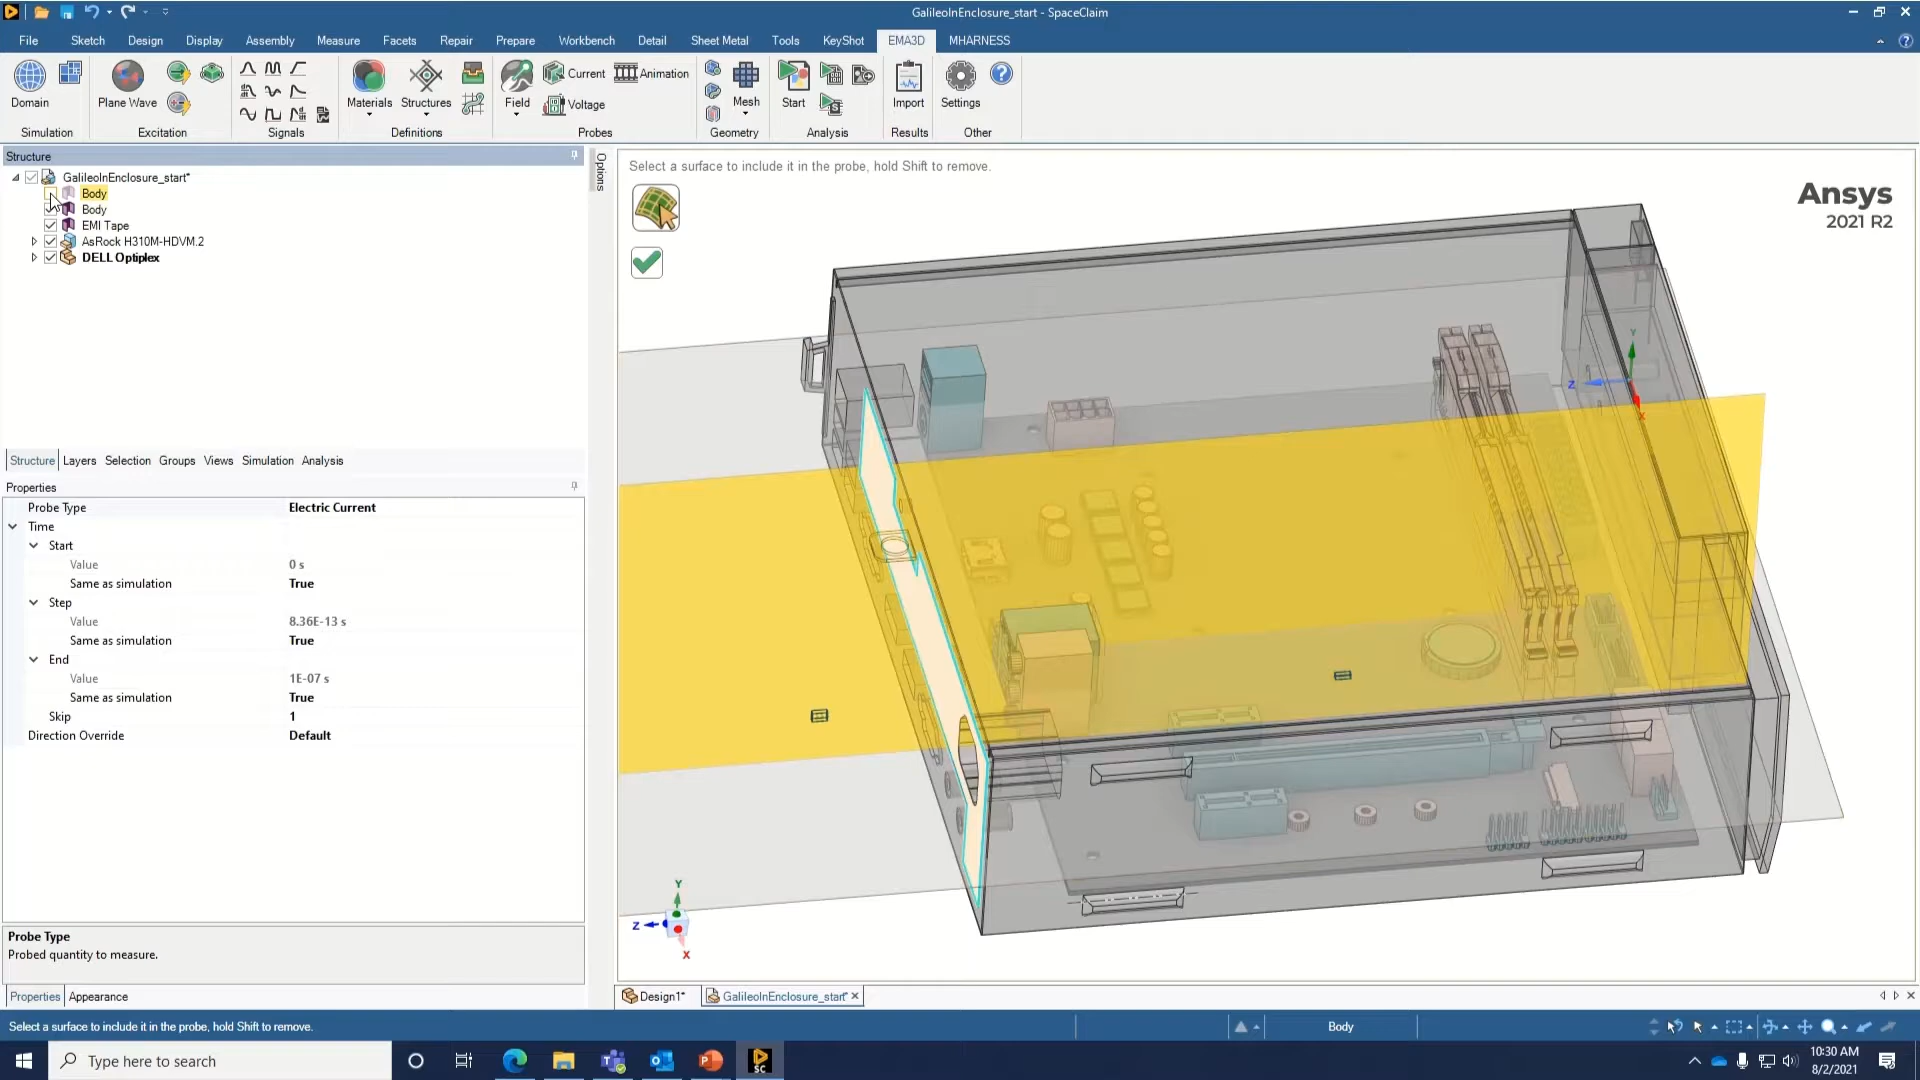 GalileoInEnclosure_start - SpaceClaim
File Sketch Design Display Assembly Measure Facets Repair Prepare Workbench Detail Sheet Metal Tools KeyShot EMA3D MHARNESS
Domain
Plane Wave
Materials
Structures
Field
Current
Animation
Voltage
Mesh
Start
Import
Settings
Simulation Excitation Signals Definitions Probes Geometry Analysis Results Other
Structure
GalileoInEnclosure_start*
Body
Body
EMI Tape
AsRock H310M-HDVM.2
DELL Optiplex
Structure Layers Selection Groups Views Simulation Analysis
Properties
Probe Type Electric Current
Time
Start
Value 0 s
Same as simulation True
Step
Value 8.36E-13 s
Same as simulation True
End
Value 1E-07 s
Same as simulation True
Skip 1
Direction Override Default
Probe Type
Probed quantity to measure.
Properties Appearance
Options
Select a surface to include it in the probe, hold Shift to remove.
Ansys
2021 R2
Y
Z
X
Y
Z
X
Design1* GalileoInEnclosure_start*
Select a surface to include it in the probe, hold Shift to remove.
Body
Type here to search
SC
10:30 AM
8/2/2021